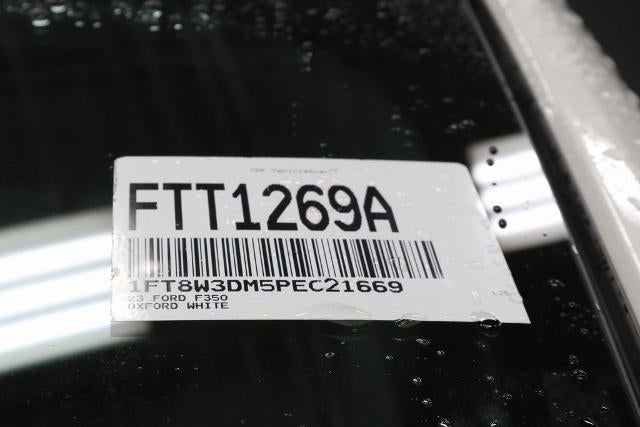 FTT1269A
1FT8W3DM5PEC21669
23 FORD F350
OXFORD WHITE